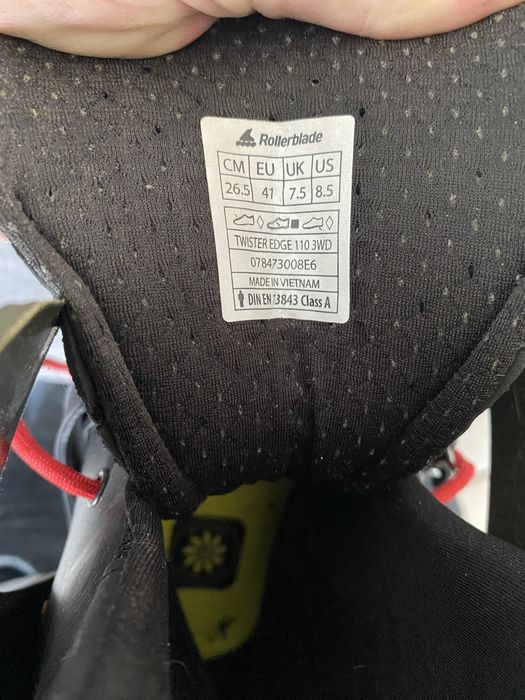 Rollerblade
CM EU UK US
26.5 41 7.5 8.5
TWISTER EDGE 110 3WD
078473008E6
MADE IN VIETNAM
DIN EN 13843 Class A